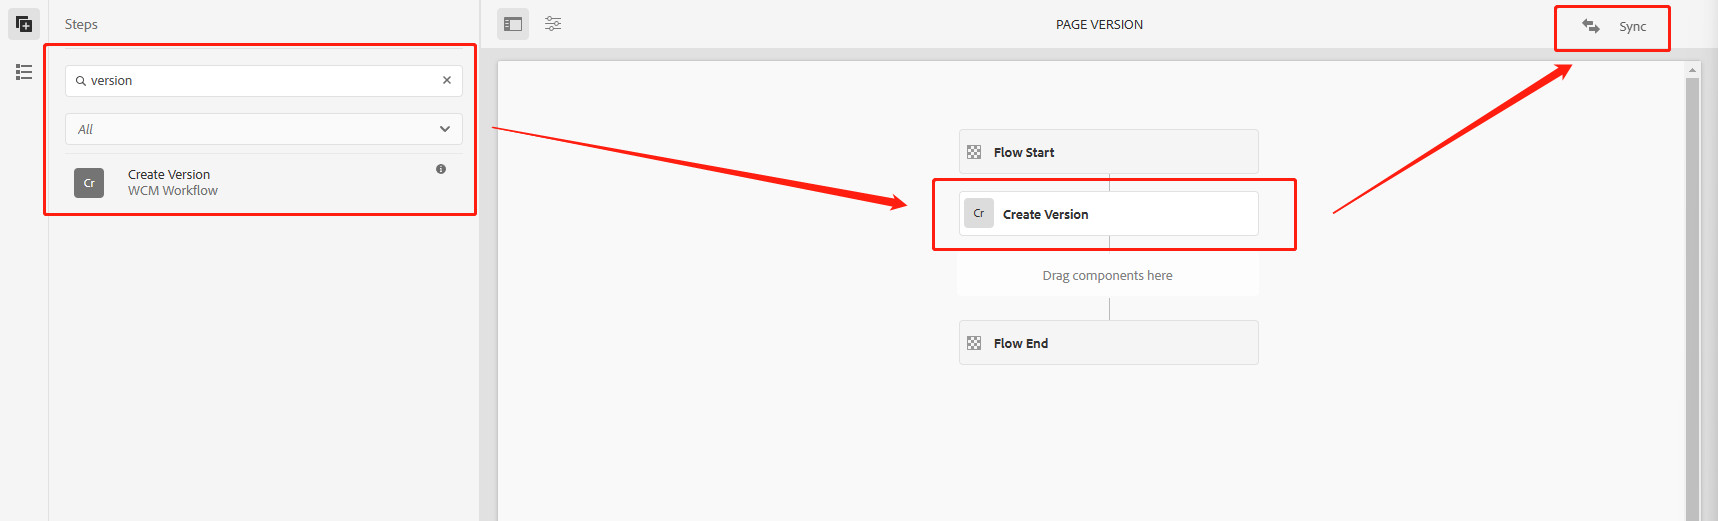 Steps
PAGE VERSION
Sync
version
All
Cr
Create Version
WCM Workflow
Flow Start
Cr
Create Version
Drag components here
Flow End